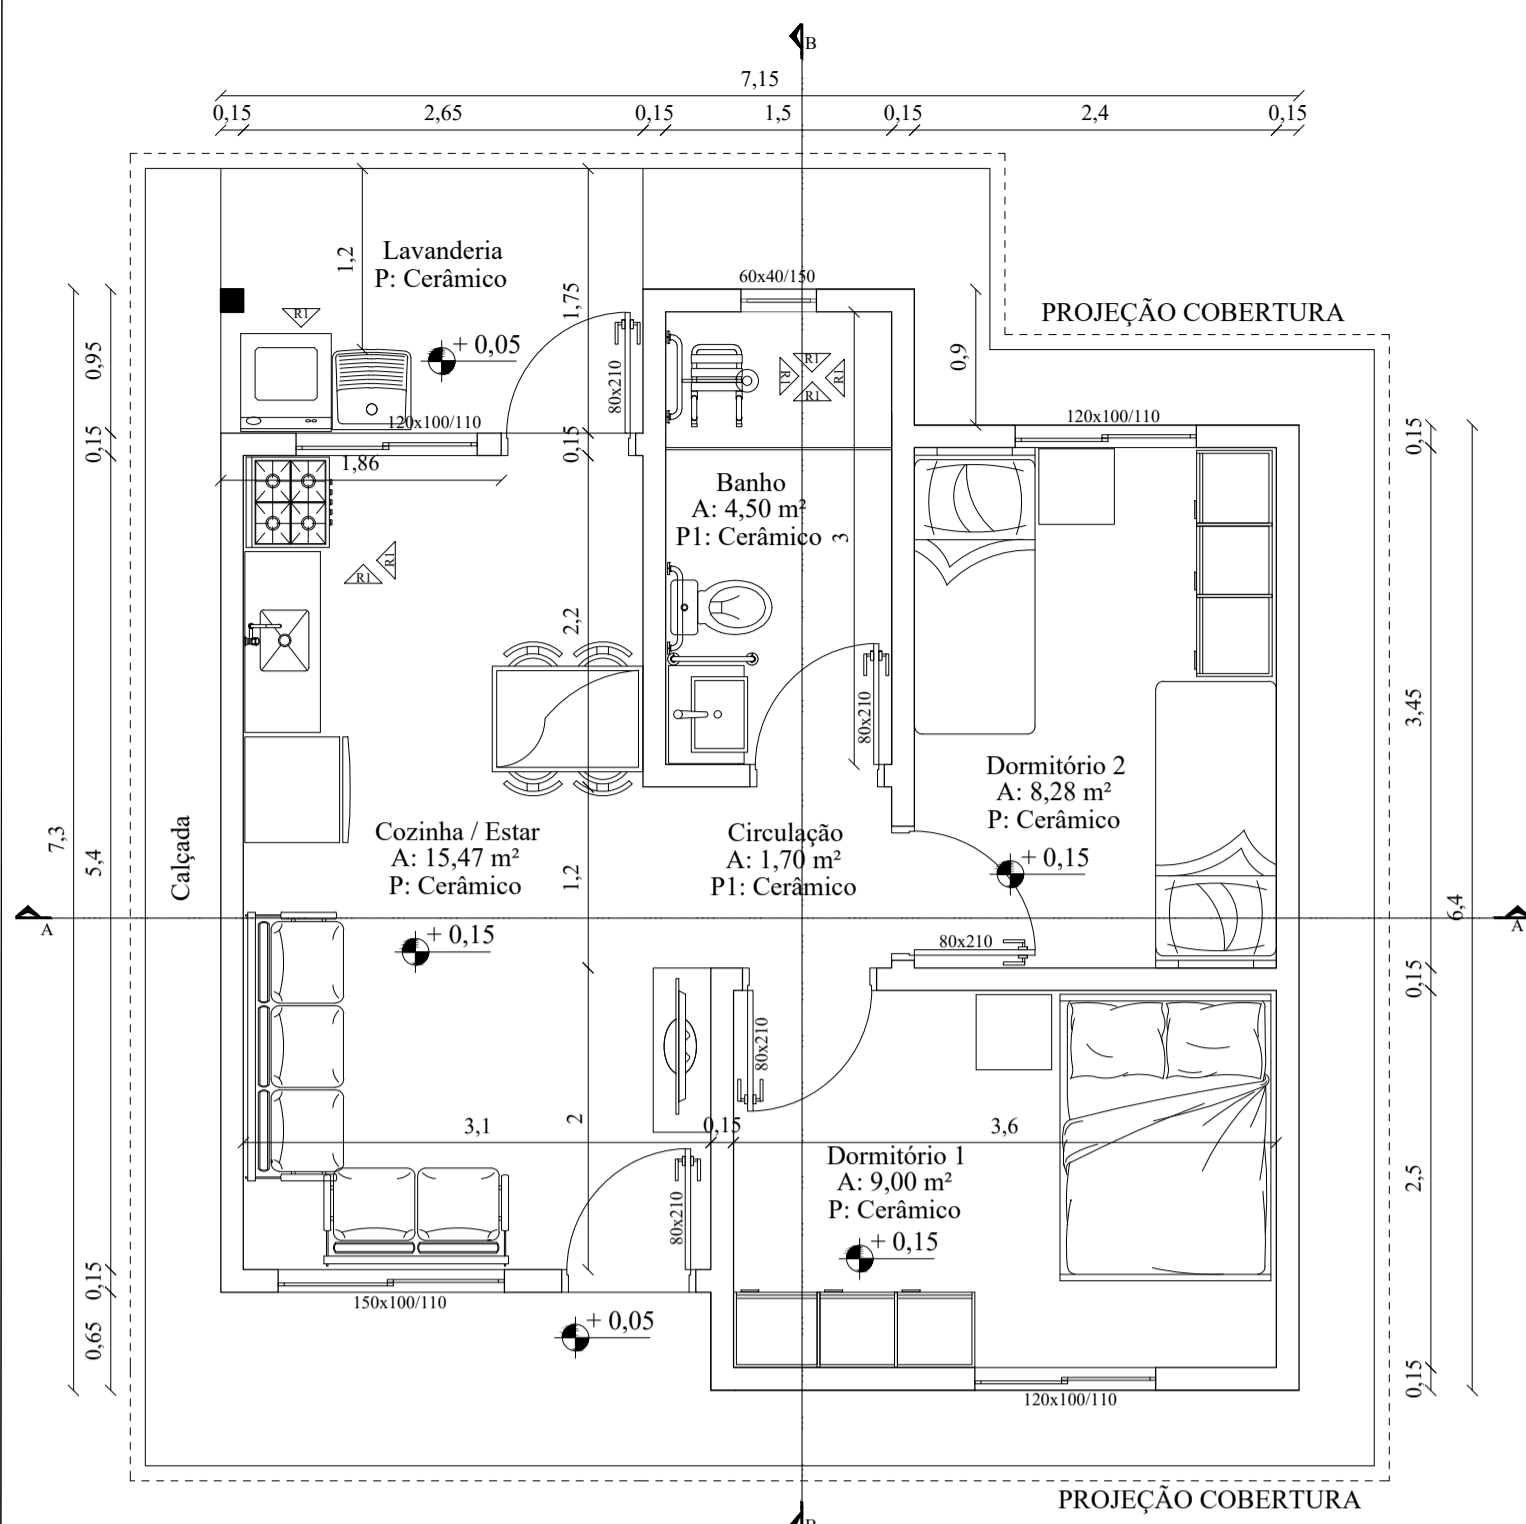 B
7,15
0,15 2,65 0,15 1,5 0,15 2,4 0,15
Lavanderia
P: Cerâmico
1,2
1,75
60x40/150
PROJEÇÃO COBERTURA
R1
+ 0,05
80x210
R1
R1
R1
R1
0,9
0,95
120x100/110
120x100/110
0,15
0,15
0,15
1,86
Banho
A: 4,50 m²
P1: Cerâmico
3
R1
R1
2,2
80x210
3,45
Dormitório 2
A: 8,28 m²
P: Cerâmico
+ 0,15
7,3
5,4
Calçada
Cozinha / Estar
A: 15,47 m²
P: Cerâmico
1,2
Circulação
A: 1,70 m²
P1: Cerâmico
6,4
A
A
+ 0,15
80x210
0,15
80x210
3,1
2
0,15
3,6
Dormitório 1
A: 9,00 m²
P: Cerâmico
+ 0,15
2,5
80x210
0,15
150x100/110
+ 0,05
0,65
0,15
120x100/110
PROJEÇÃO COBERTURA
B